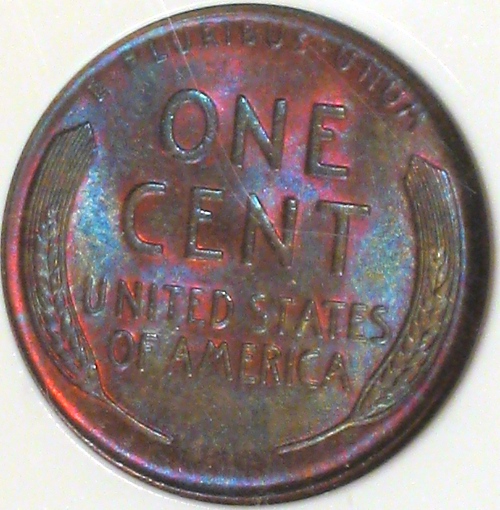 E·PLURIBUS·UNUM
ONE
CENT
UNITED STATES
OF AMERICA